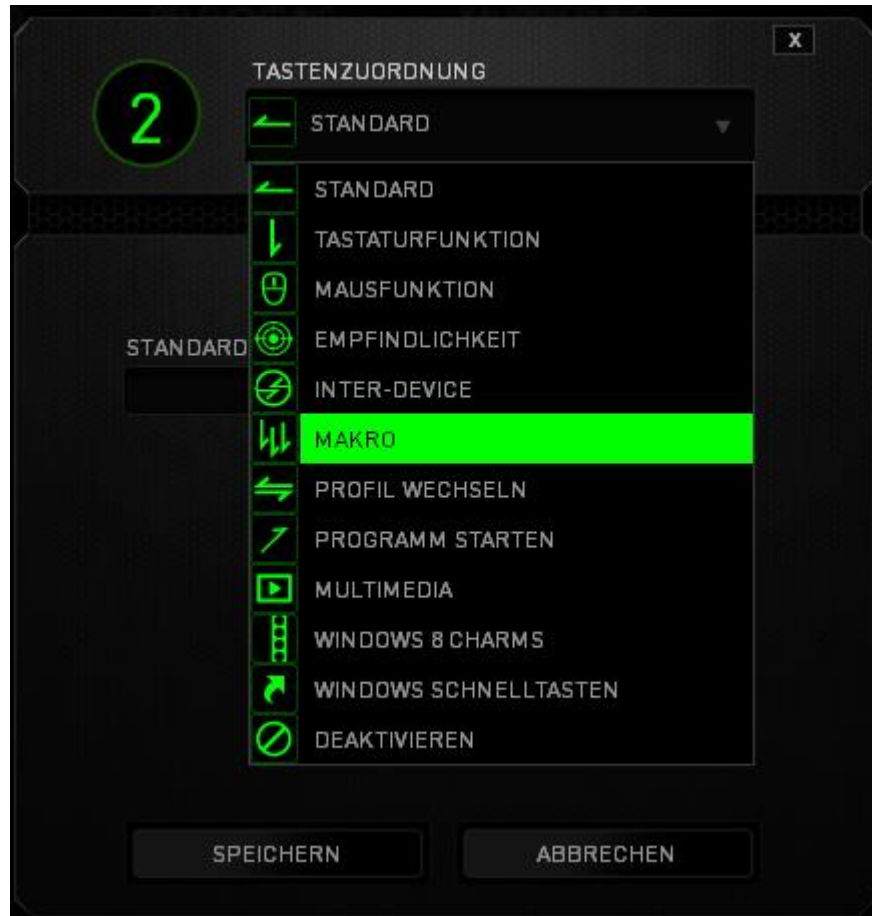 X
TASTENZUORDNUNG
2
STANDARD
STANDARD
TASTATURFUNKTION
MAUSFUNKTION
STANDARD
EMPFINDLICHKEIT
INTER-DEVICE
MAKRO
PROFIL WECHSELN
PROGRAMM STARTEN
MULTIMEDIA
WINDOWS 8 CHARMS
WINDOWS SCHNELLTASTEN
DEAKTIVIEREN
SPEICHERN
ABBRECHEN